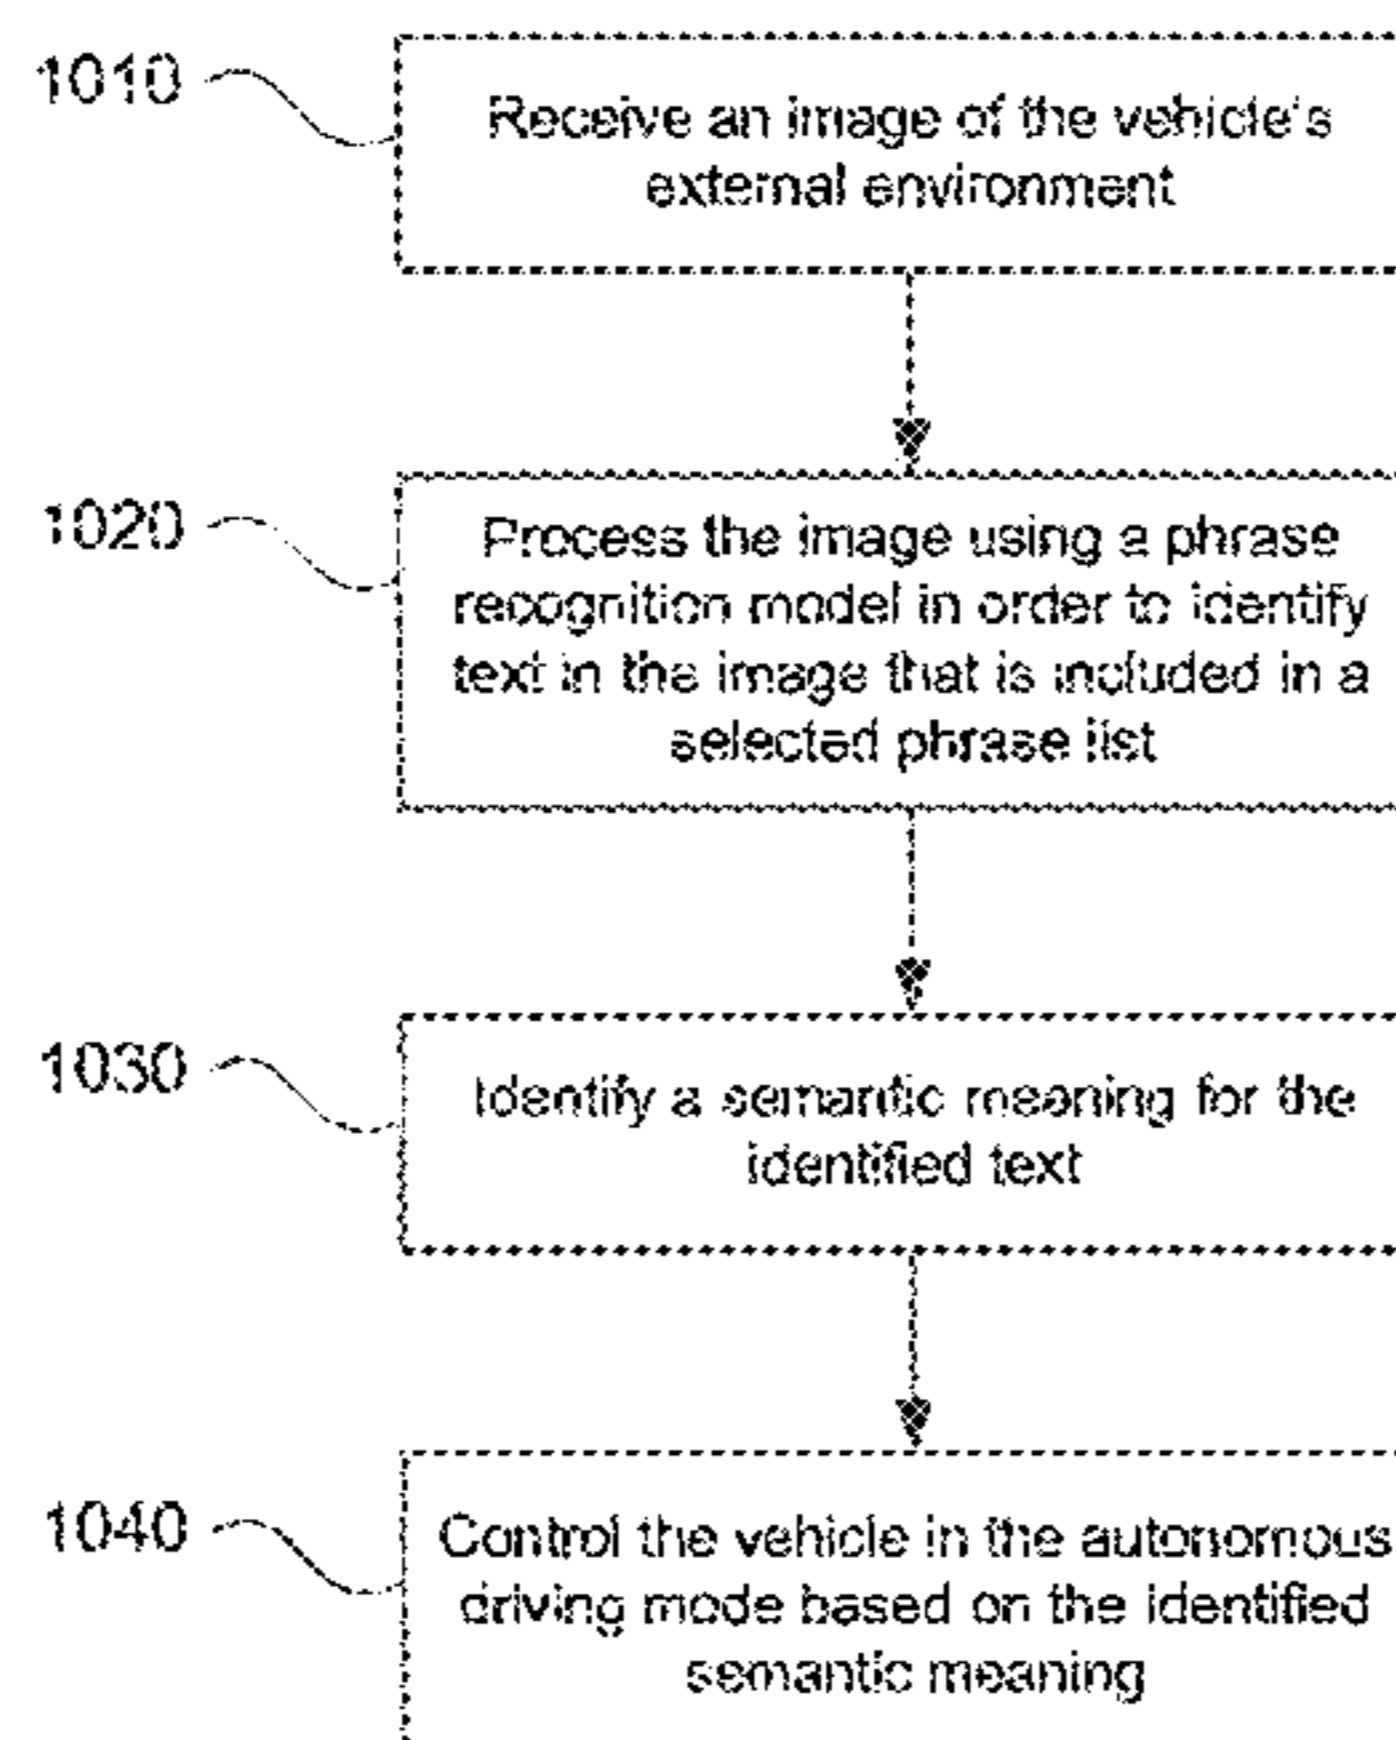 1010
Receive an image of the vehicle's
external environment
1020
Process the image using a phrase
recognition model in order to identify
text in the image that is included in a
selected phrase list
1030
Identify a semantic meaning for the
identified text
1040
Control the vehicle in the autonomous
driving mode based on the identified
semantic meaning